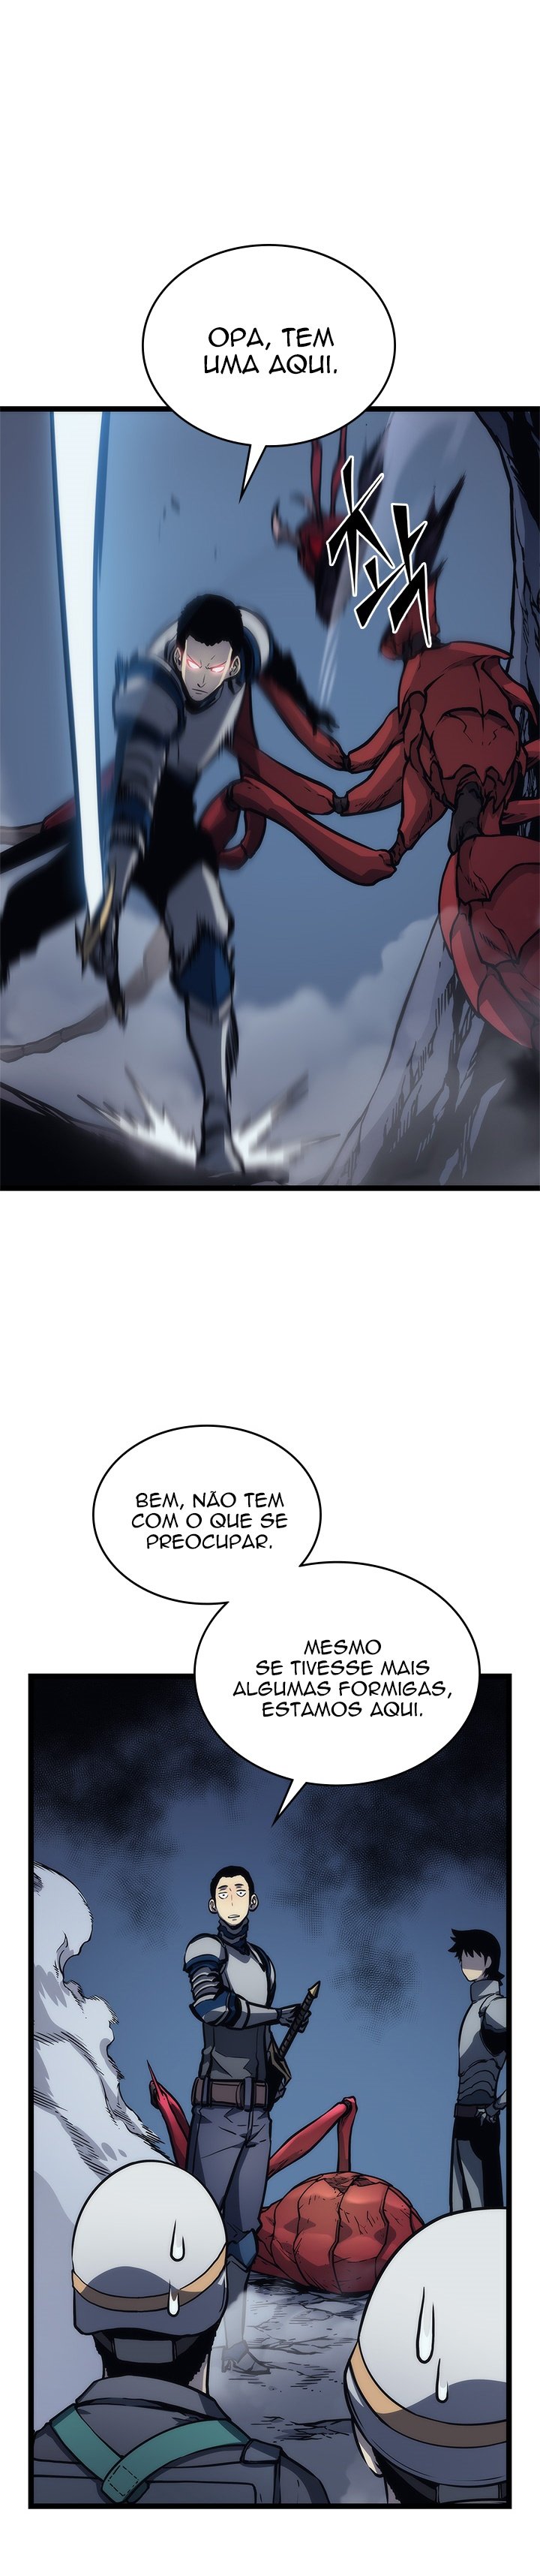 OPA, TEM
UMA AQUI.
BEM, NÃO TEM
COM O QUE SE
PREOCUPAR.
MESMO
SE TIVESSE MAIS
ALGUMAS FORMIGAS,
ESTAMOS AQUI.